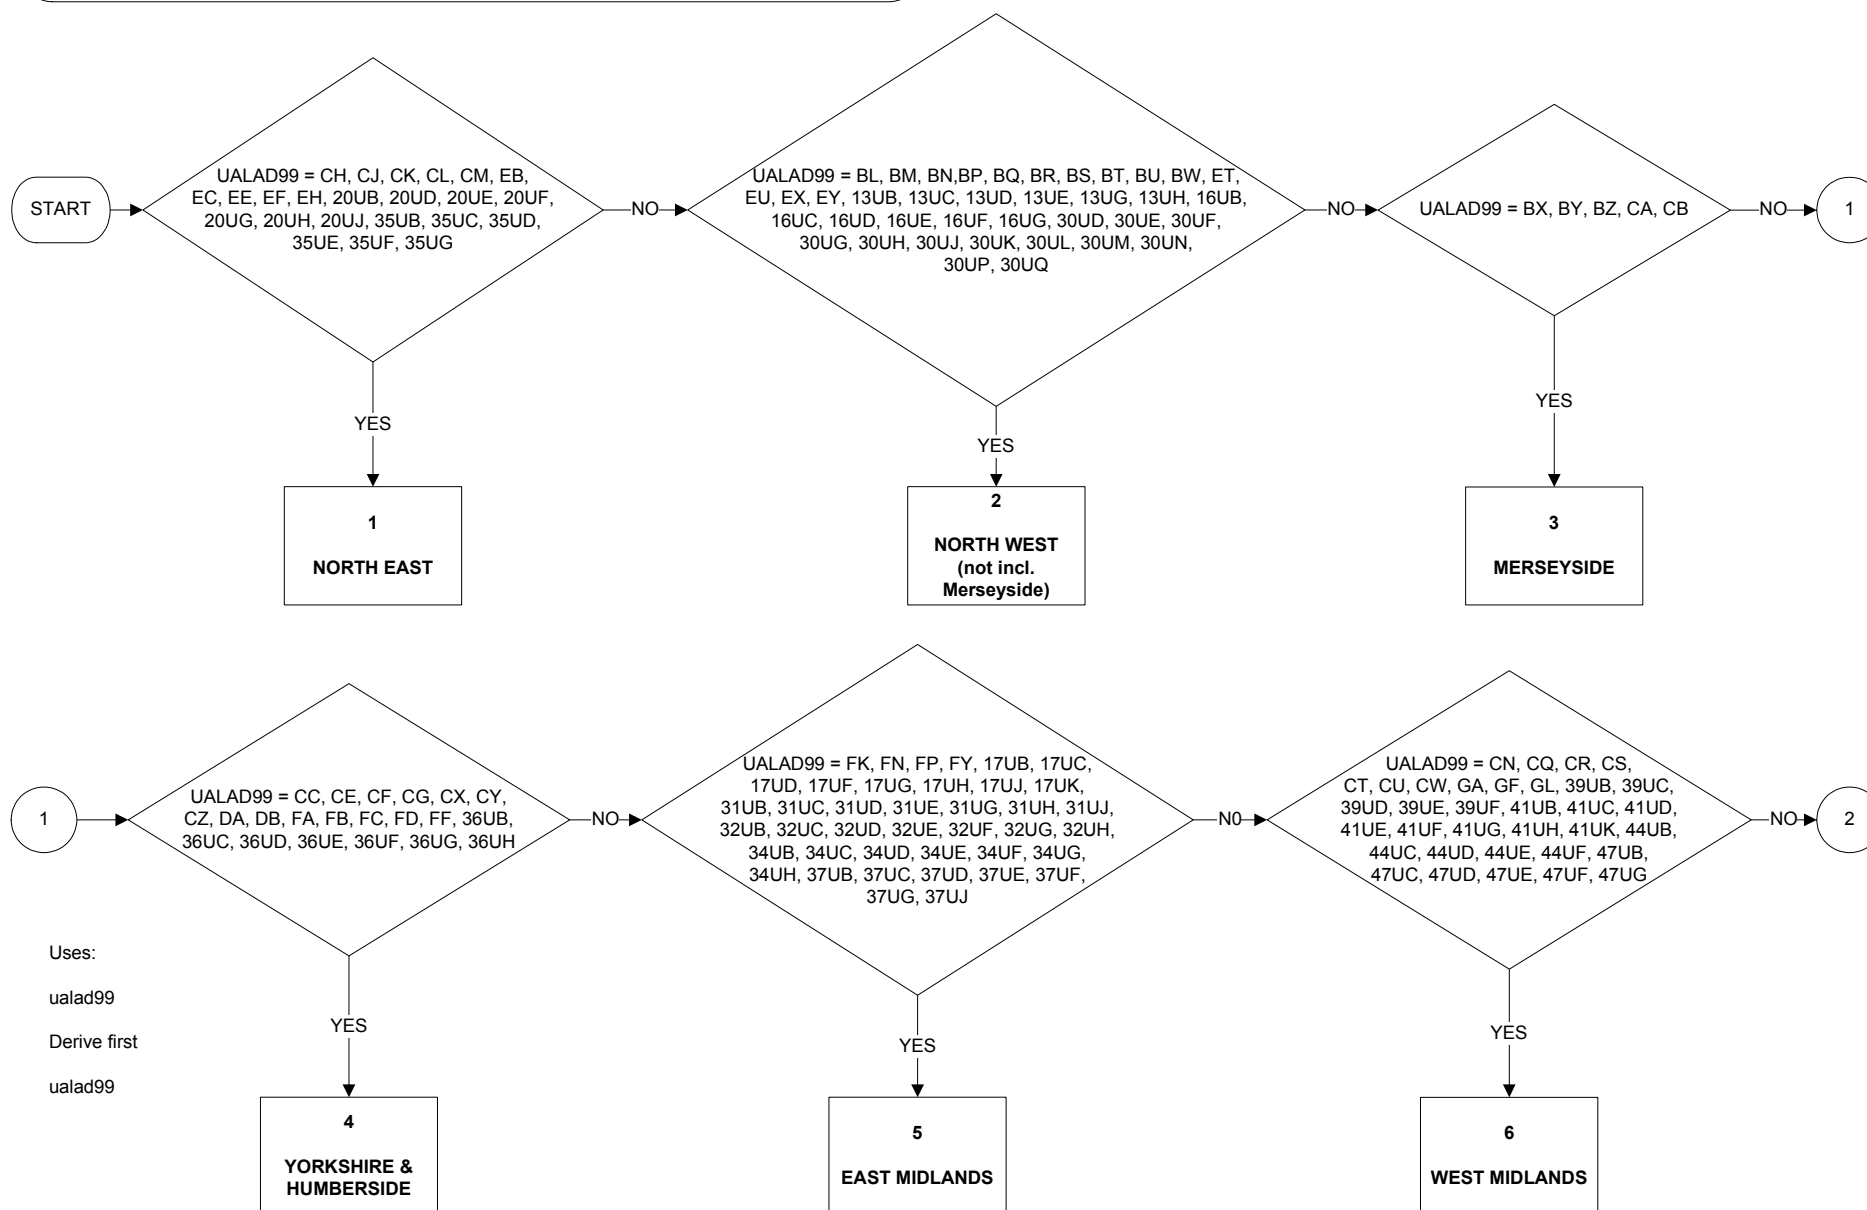 START
UALAD99 = CH, CJ, CK, CL, CM, EB,
EC, EE, EF, EH, 20UB, 20UD, 20UE, 20UF,
20UG, 20UH, 20UJ, 35UB, 35UC, 35UD,
35UE, 35UF, 35UG
NO
UALAD99 = BL, BM, BN,BP, BQ, BR, BS, BT, BU, BW, ET,
EU, EX, EY, 13UB, 13UC, 13UD, 13UE, 13UG, 13UH, 16UB,
16UC, 16UD, 16UE, 16UF, 16UG, 30UD, 30UE, 30UF,
30UG, 30UH, 30UJ, 30UK, 30UL, 30UM, 30UN,
30UP, 30UQ
NO
UALAD99 = BX, BY, BZ, CA, CB
NO
1
YES
YES
YES
1
NORTH EAST
2
NORTH WEST
(not incl.
Merseyside)
3
MERSEYSIDE
1
UALAD99 = CC, CE, CF, CG, CX, CY,
CZ, DA, DB, FA, FB, FC, FD, FF, 36UB,
36UC, 36UD, 36UE, 36UF, 36UG, 36UH
NO
UALAD99 = FK, FN, FP, FY, 17UB, 17UC,
17UD, 17UF, 17UG, 17UH, 17UJ, 17UK,
31UB, 31UC, 31UD, 31UE, 31UG, 31UH, 31UJ,
32UB, 32UC, 32UD, 32UE, 32UF, 32UG, 32UH,
34UB, 34UC, 34UD, 34UE, 34UF, 34UG,
34UH, 37UB, 37UC, 37UD, 37UE, 37UF,
37UG, 37UJ
N0
UALAD99 = CN, CQ, CR, CS,
CT, CU, CW, GA, GF, GL, 39UB, 39UC,
39UD, 39UE, 39UF, 41UB, 41UC, 41UD,
41UE, 41UF, 41UG, 41UH, 41UK, 44UB,
44UC, 44UD, 44UE, 44UF, 47UB,
47UC, 47UD, 47UE, 47UF, 47UG
NO
2
Uses:
ualad99
Derive first
ualad99
YES
YES
YES
4
YORKSHIRE &
HUMBERSIDE
5
EAST MIDLANDS
6
WEST MIDLANDS